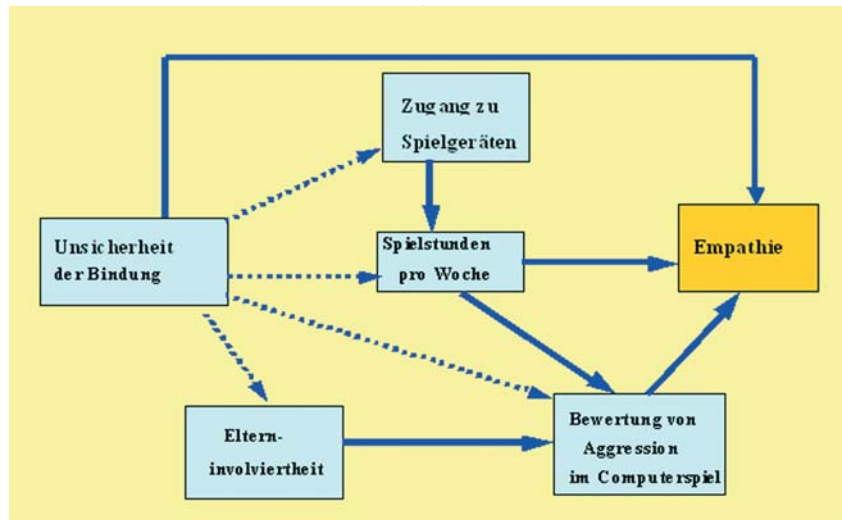 Zugang zu
Spielgeräten
Unsicherheit
der Bindung
Spielstunden
pro Woche
Empathie
Eltern-
involviertheit
Bewertung von
Aggression
im Computerspiel